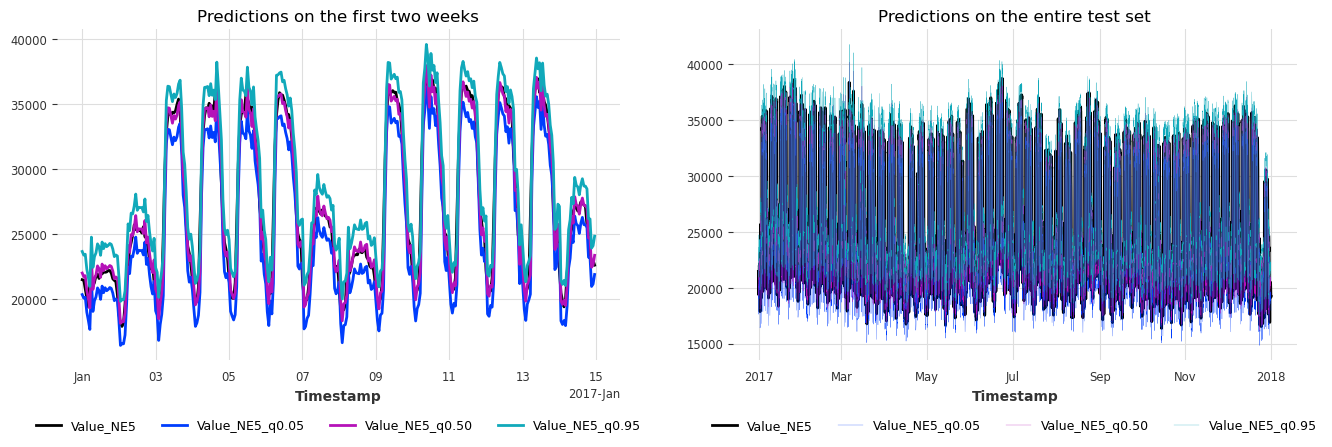 Predictions on the first two weeks
40000
35000
30000
25000
20000
Jan 03 05 07 09 11 13 15
Timestamp
2017-Jan
Value_NE5 Value_NE5_q0.05 Value_NE5_q0.50 Value_NE5_q0.95
Predictions on the entire test set
40000
35000
30000
25000
20000
15000
2017 Mar May Jul Sep Nov 2018
Timestamp
Value_NE5 Value_NE5_q0.05 Value_NE5_q0.50 Value_NE5_q0.95